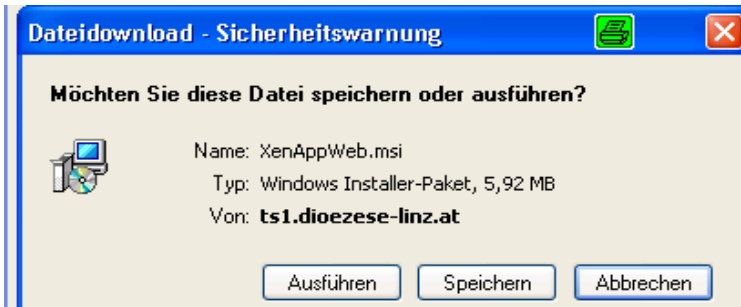 Dateidownload - Sicherheitswarnung
Möchten Sie diese Datei speichern oder ausführen?
Name: XenAppWeb.msi
Typ: Windows Installer-Paket, 5,92 MB
Von: ts1.dioezese-linz.at
Ausführen Speichern Abbrechen